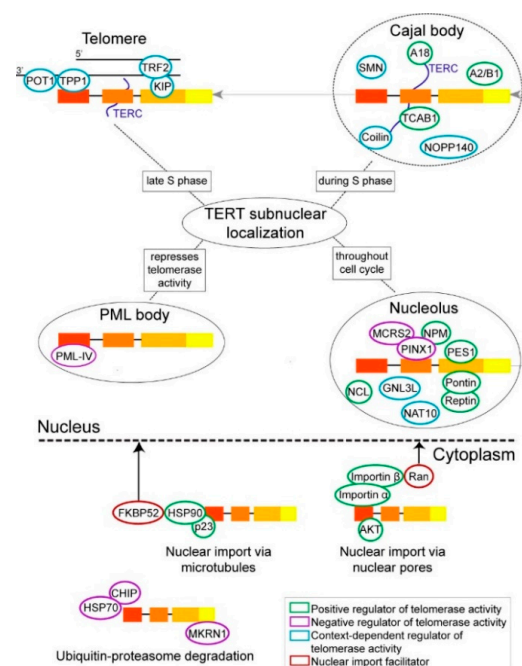 Telomere
5′
3′
TRF2
POT1
TPP1
KIP
TERC
Cajal body
A18
SMN
TERC
A2/B1
TCAB1
Coilin
NOPP140
late S phase
during S phase
TERT subnuclear
localization
represses
telomerase
activity
throughout
cell cycle
PML body
PML-IV
Nucleolus
MCRS2
NPM
PINX1
PES1
NCL
GNL3L
Pontin
Reptin
NAT10
Nucleus
Cytoplasm
FKBP52
HSP90
p23
Nuclear import via
microtubules
Importin β
Ran
Importin α
AKT
Nuclear import via
nuclear pores
CHIP
HSP70
MKRN1
Ubiquitin-proteasome degradation
Positive regulator of telomerase activity
Negative regulator of telomerase activity
Context-dependent regulator of
telomerase activity
Nuclear import facilitator